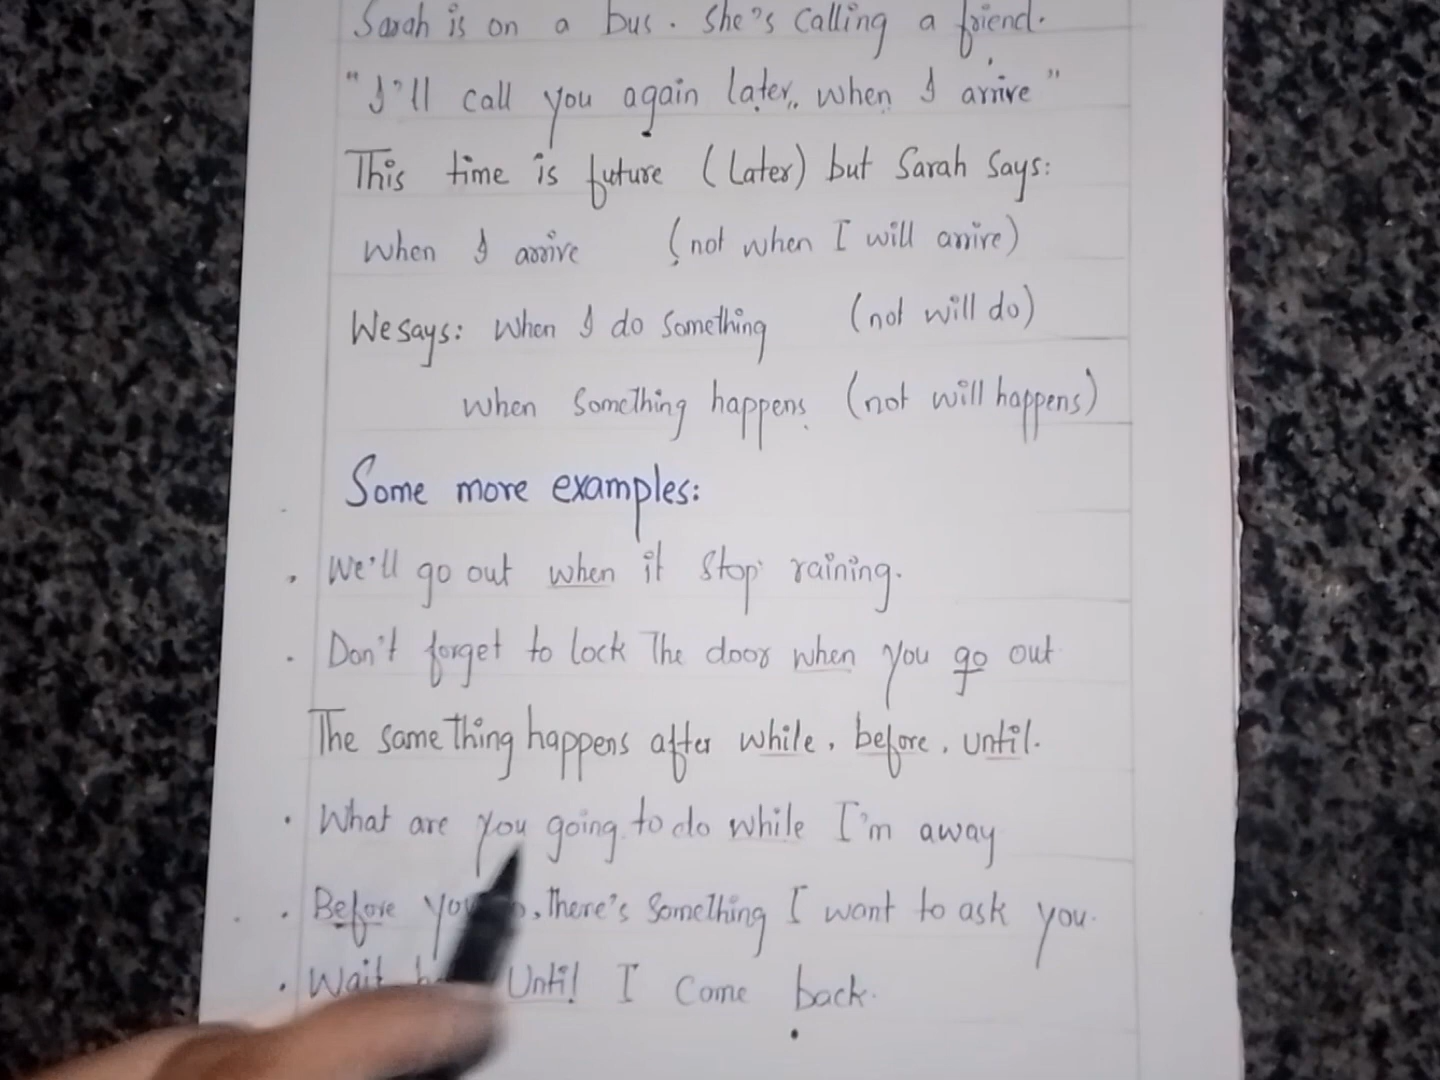 Sarah is on a bus. She's calling a friend.
"I'll call you again later, when I arrive"
This time is future (Later) but Sarah says:
when I arrive (not when I will arrive)
We says: when I do something (not will do)
when something happens. (not will happens)
Some more examples:
. We'll go out when it stop raining.
. Don't forget to lock the door when you go out
The same thing happens after while, before, until.
. What are you going to do while I'm away
. Before you, there's something I want to ask you.
. Wait Until I come back.